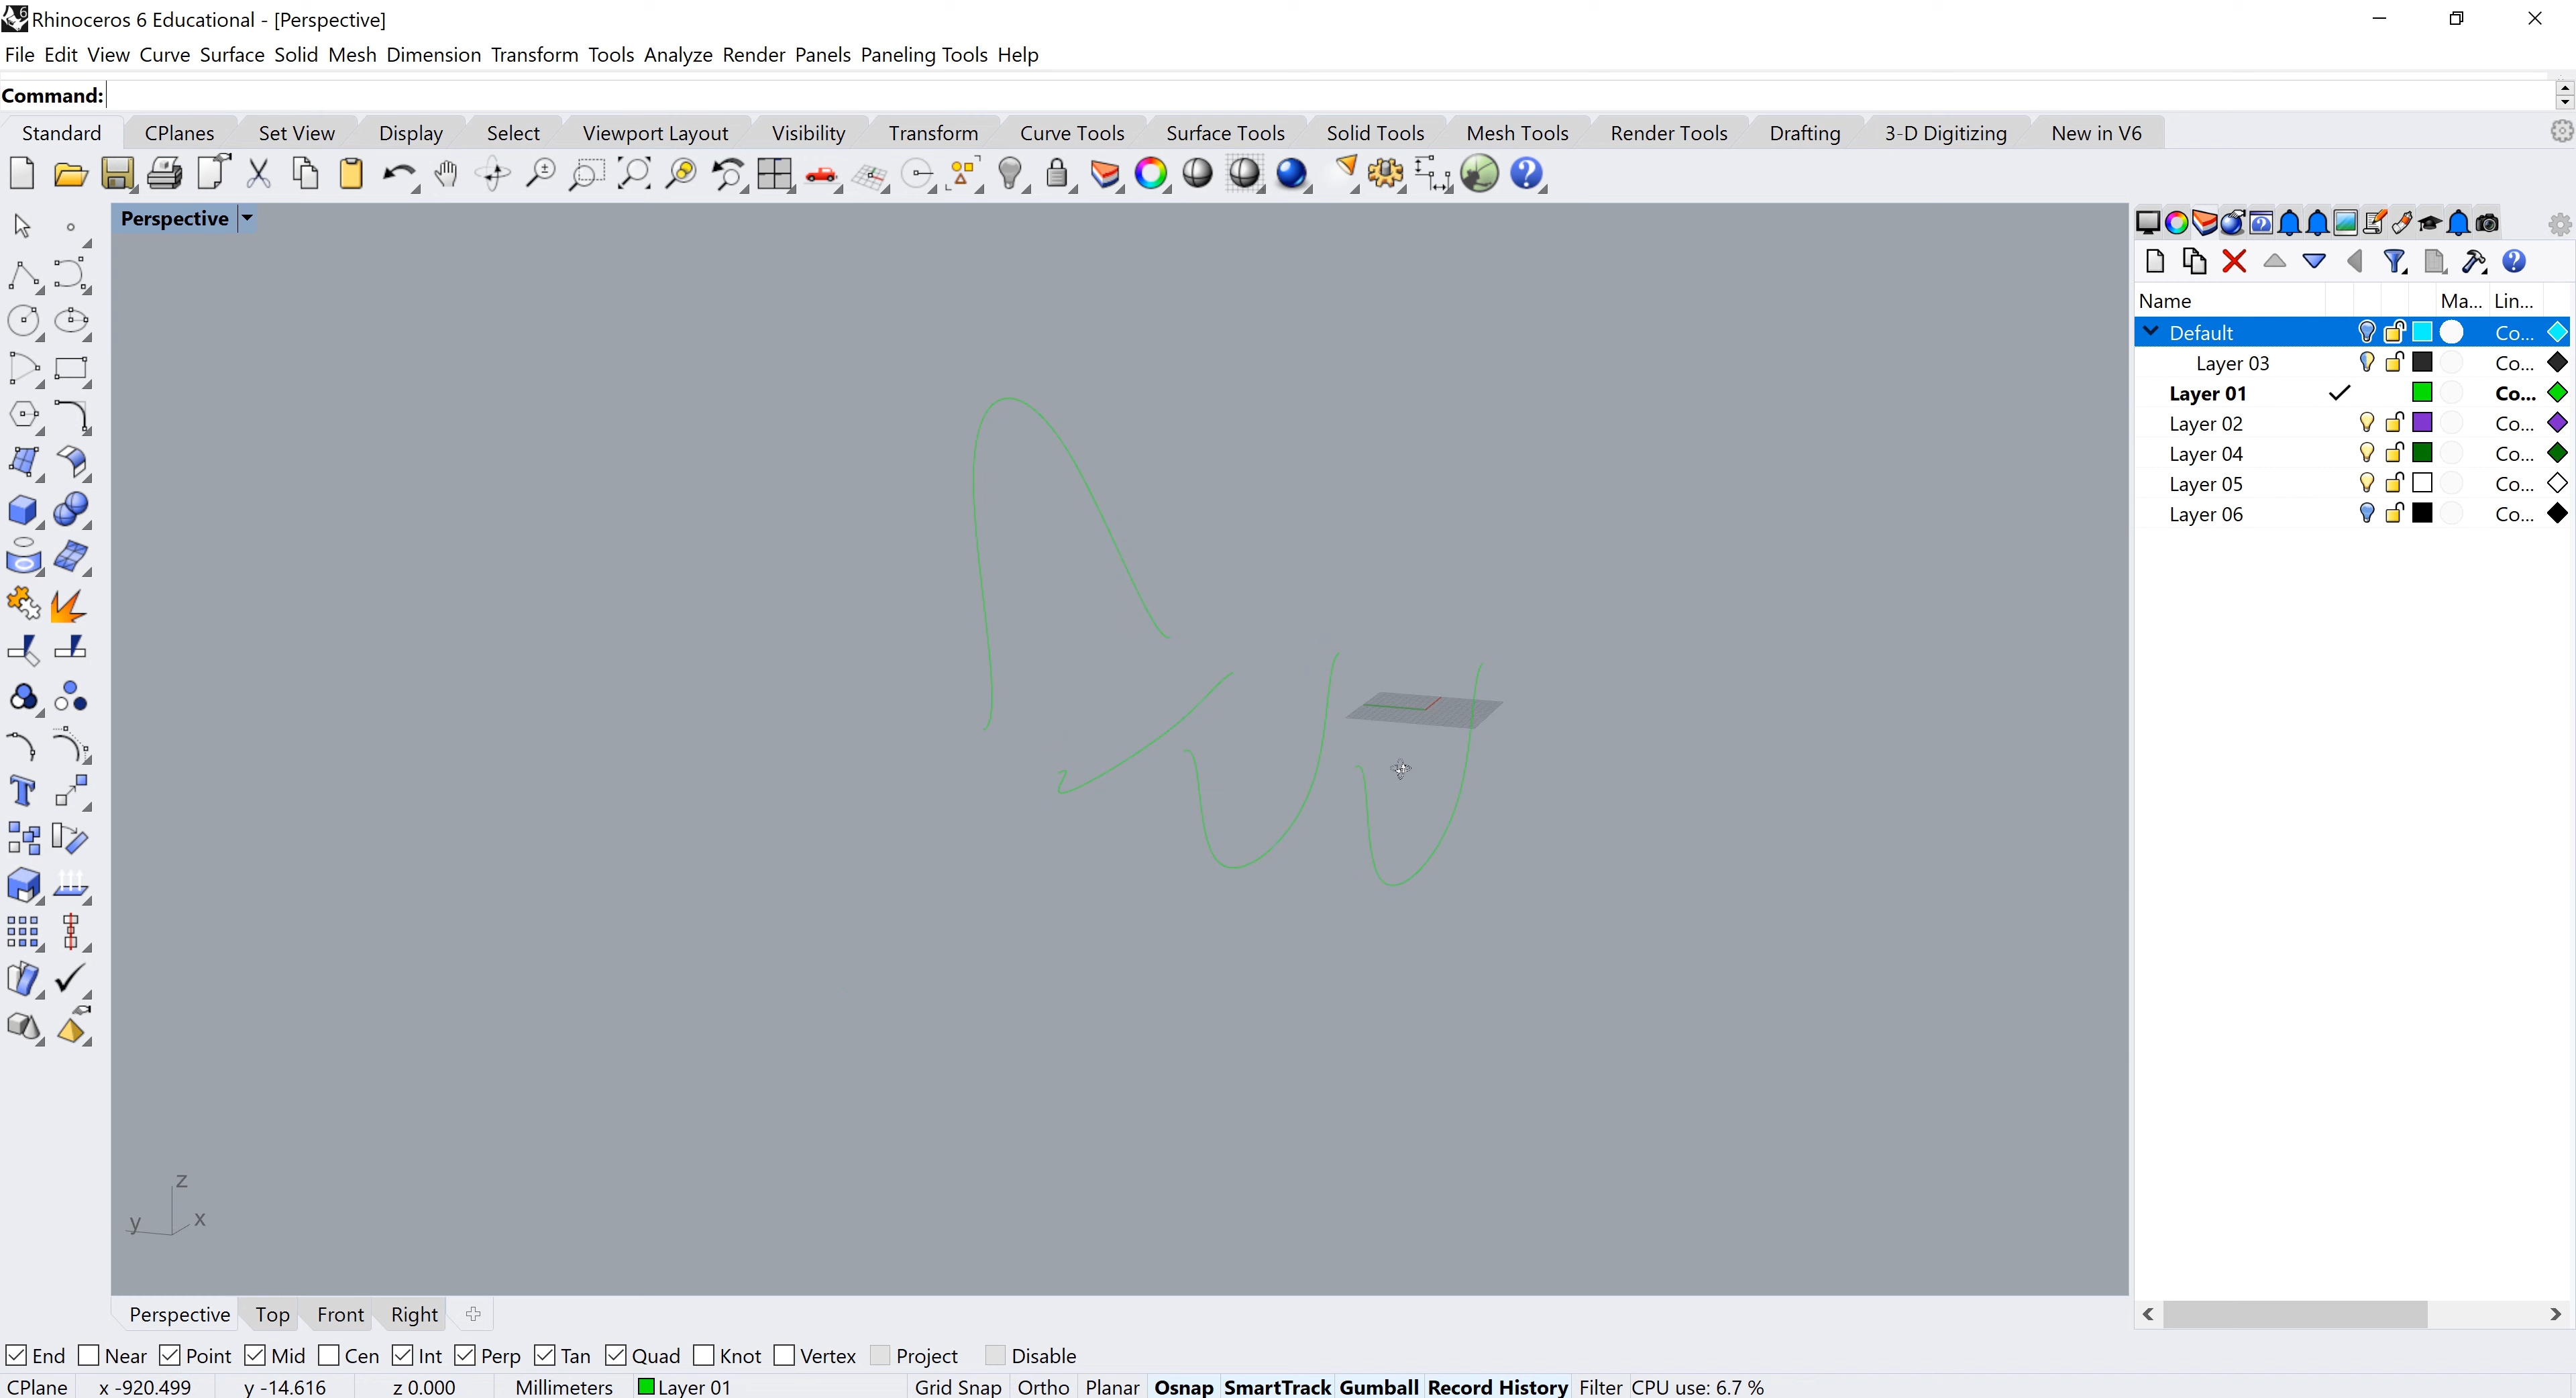 Rhinoceros 6 Educational - [Perspective]
File Edit View Curve Surface Solid Mesh Dimension Transform Tools Analyze Render Panels Paneling Tools Help
Command:
Standard CPlanes Set View Display Select Viewport Layout Visibility Transform Curve Tools Surface Tools Solid Tools Mesh Tools Render Tools Drafting 3-D Digitizing New in V6
Perspective
Name Ma... Lin...
Default Co...
Layer 03 Co...
Layer 01 Co...
Layer 02 Co...
Layer 04 Co...
Layer 05 Co...
Layer 06 Co...
z
y x
Perspective Top Front Right
End Near Point Mid Cen Int Perp Tan Quad Knot Vertex Project Disable
CPlane x -920.499 y -14.616 z 0.000 Millimeters Layer 01 Grid Snap Ortho Planar Osnap SmartTrack Gumball Record History Filter CPU use: 6.7 %